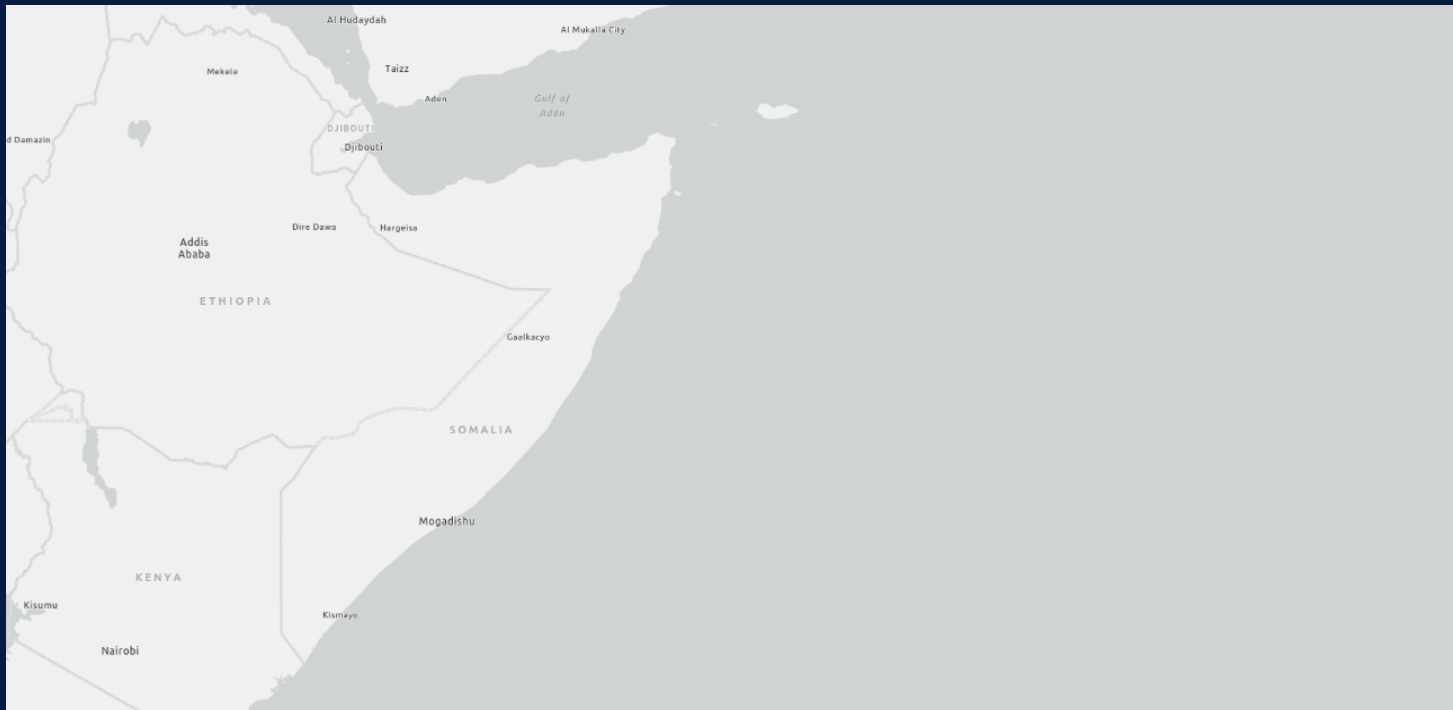 Al Hudaydah
Al Mukalla City
Mekele
Taizz
Aden
Gulf of
Aden
DJIBOUTI
d Damazin
Djibouti
Dire Dawa
Hargeisa
Addis
Ababa
ETHIOPIA
Gaalkacyo
SOMALIA
Mogadishu
KENYA
Kisumu
Kismayo
Nairobi